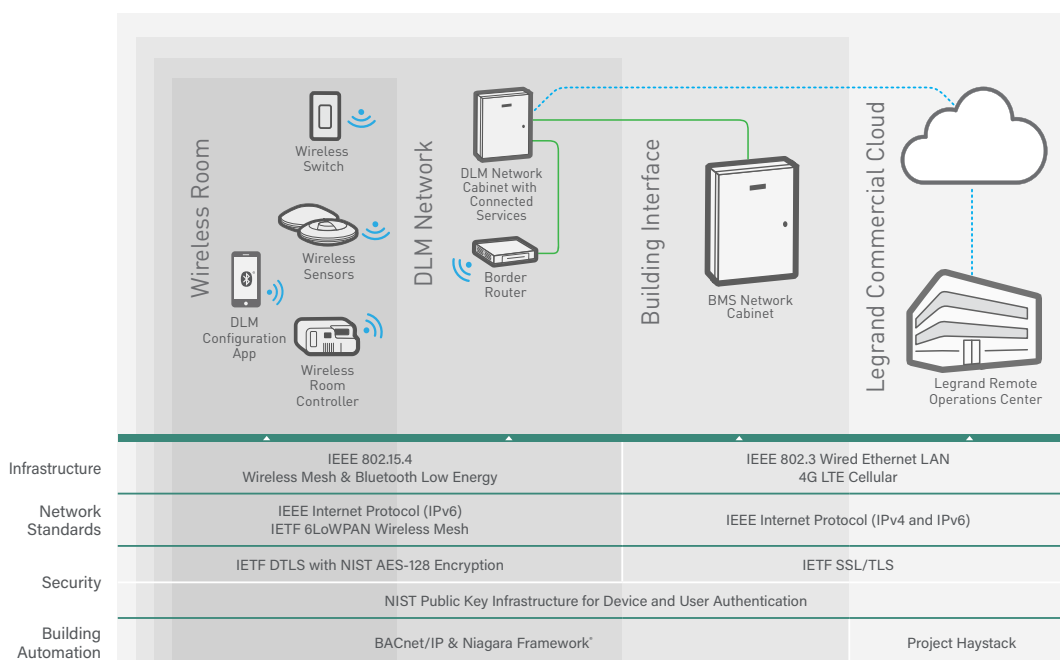 Wireless Room
Wireless
Switch
Wireless
Sensors
DLM
Configuration
App
Wireless
Room
Controller
DLM Network
DLM Network
Cabinet with
Connected
Services
Border
Router
Building Interface
BMS Network
Cabinet
Legrand Commercial Cloud
Legrand Remote
Operations Center
Infrastructure
IEEE 802.15.4
Wireless Mesh & Bluetooth Low Energy
IEEE 802.3 Wired Ethernet LAN
4G LTE Cellular
Network
Standards
IEEE Internet Protocol (IPv6)
IETF 6LoWPAN Wireless Mesh
IEEE Internet Protocol (IPv4 and IPv6)
Security
IETF DTLS with NIST AES-128 Encryption
IETF SSL/TLS
NIST Public Key Infrastructure for Device and User Authentication
Building
Automation
BACnet/IP & Niagara Framework*
Project Haystack